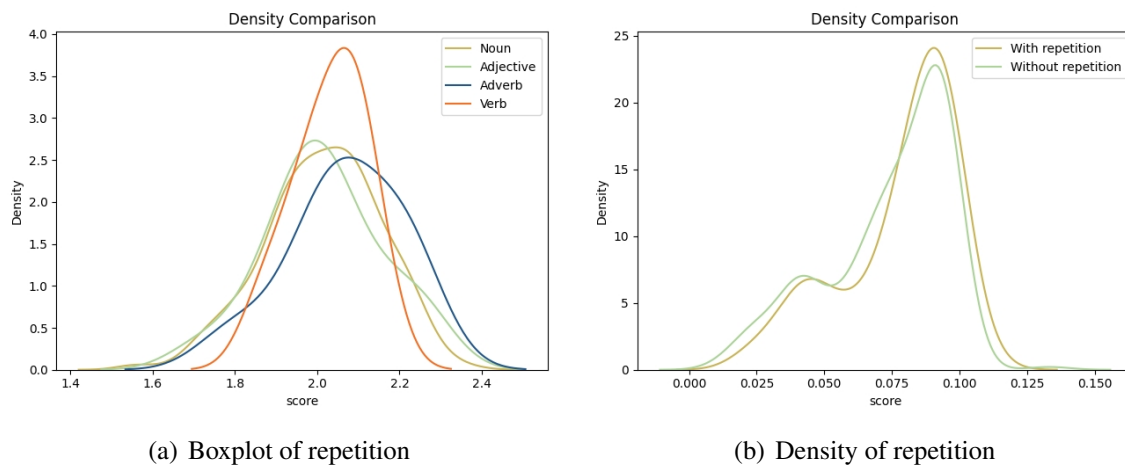 Density Comparison
4.0
3.5
3.0
2.5
2.0
1.5
1.0
0.5
0.0
Density
1.4 1.6 1.8 2.0 2.2 2.4
score
Noun
Adjective
Adverb
Verb
(a) Boxplot of repetition
Density Comparison
25
20
15
10
5
0
Density
0.000 0.025 0.050 0.075 0.100 0.125 0.150
score
With repetition
Without repetition
(b) Density of repetition